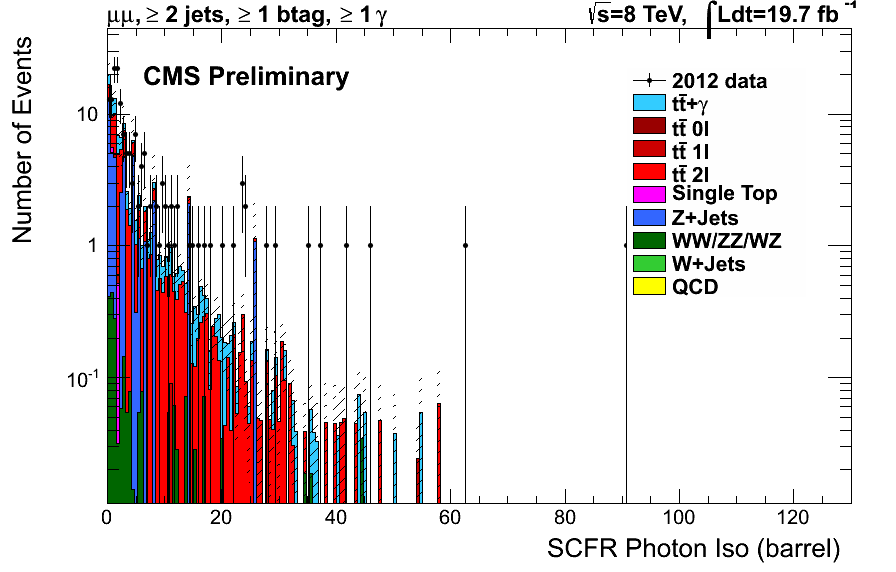 μμ, ≥ 2 jets, ≥ 1 btag, ≥ 1 γ
√s=8 TeV, ∫Ldt=19.7 fb⁻¹
CMS Preliminary
2012 data
tt̄+γ
tt̄ 0l
tt̄ 1l
tt̄ 2l
Single Top
Z+Jets
WW/ZZ/WZ
W+Jets
QCD
Number of Events
10
1
10⁻¹
0 20 40 60 80 100 120
SCFR Photon Iso (barrel)